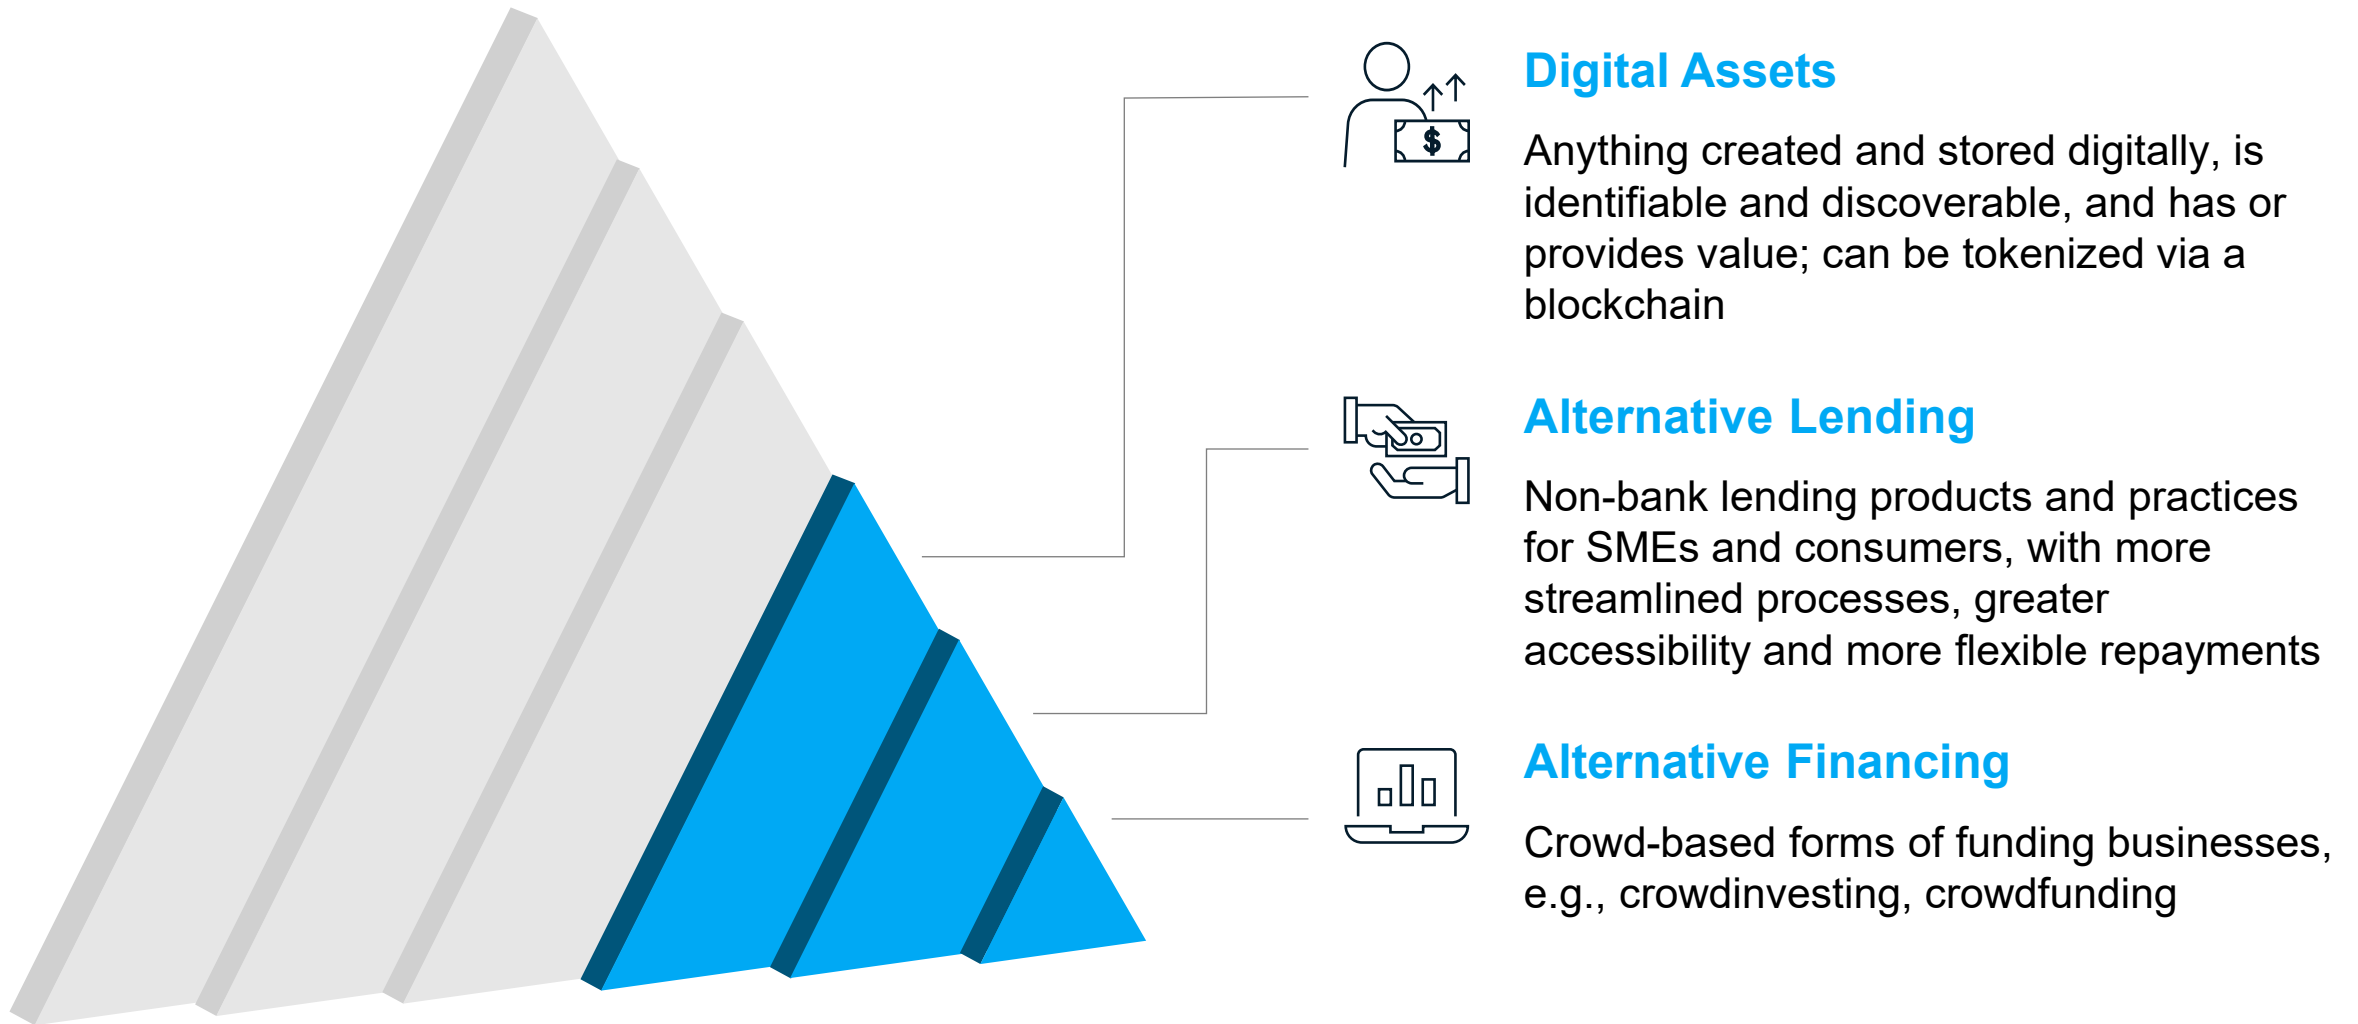 Digital Assets
$
Anything created and stored digitally, is
identifiable and discoverable, and has or
provides value; can be tokenized via a
blockchain
Alternative Lending
Non-bank lending products and practices
for SMEs and consumers, with more
streamlined processes, greater
accessibility and more flexible repayments
Alternative Financing
Crowd-based forms of funding businesses,
e.g., crowdinvesting, crowdfunding